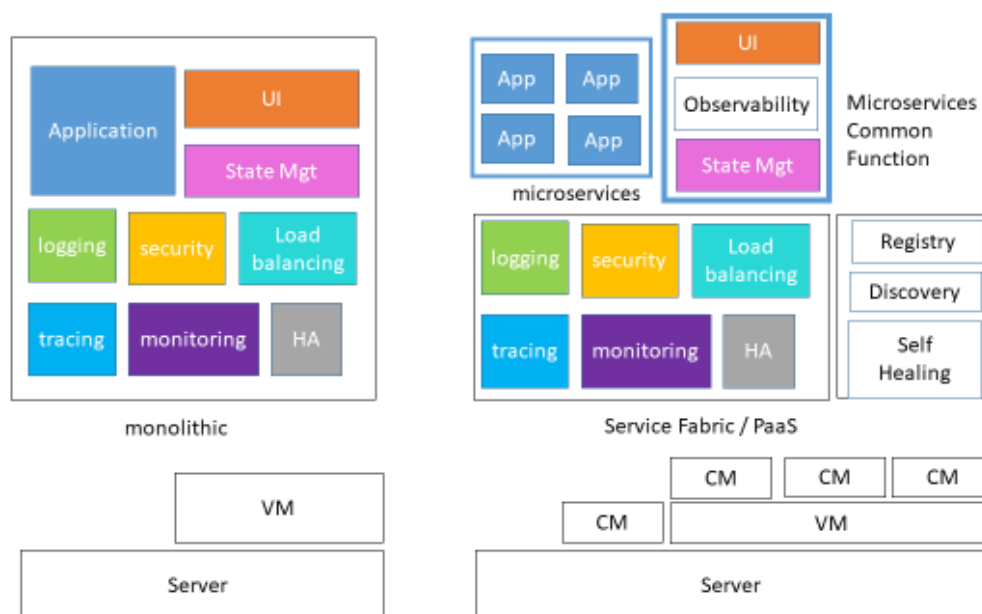 Application
UI
State Mgt
logging
security
Load
balancing
tracing
monitoring
HA
monolithic
VM
Server
App
App
App
App
microservices
UI
Observability
State Mgt
Microservices
Common
Function
logging
security
Load
balancing
tracing
monitoring
HA
Registry
Discovery
Self
Healing
Service Fabric / PaaS
CM
CM
CM
CM
VM
Server